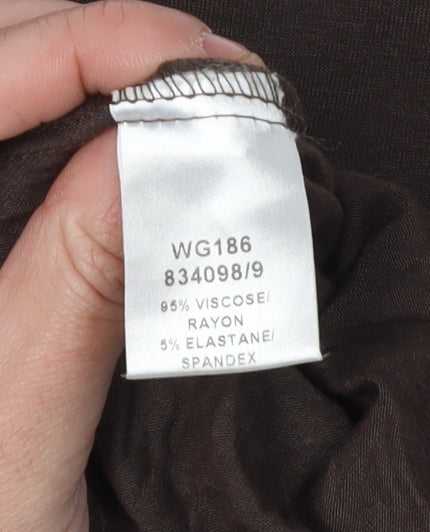 WG186
834098/9
95% VISCOSE/
RAYON
5% ELASTANE/
SPANDEX